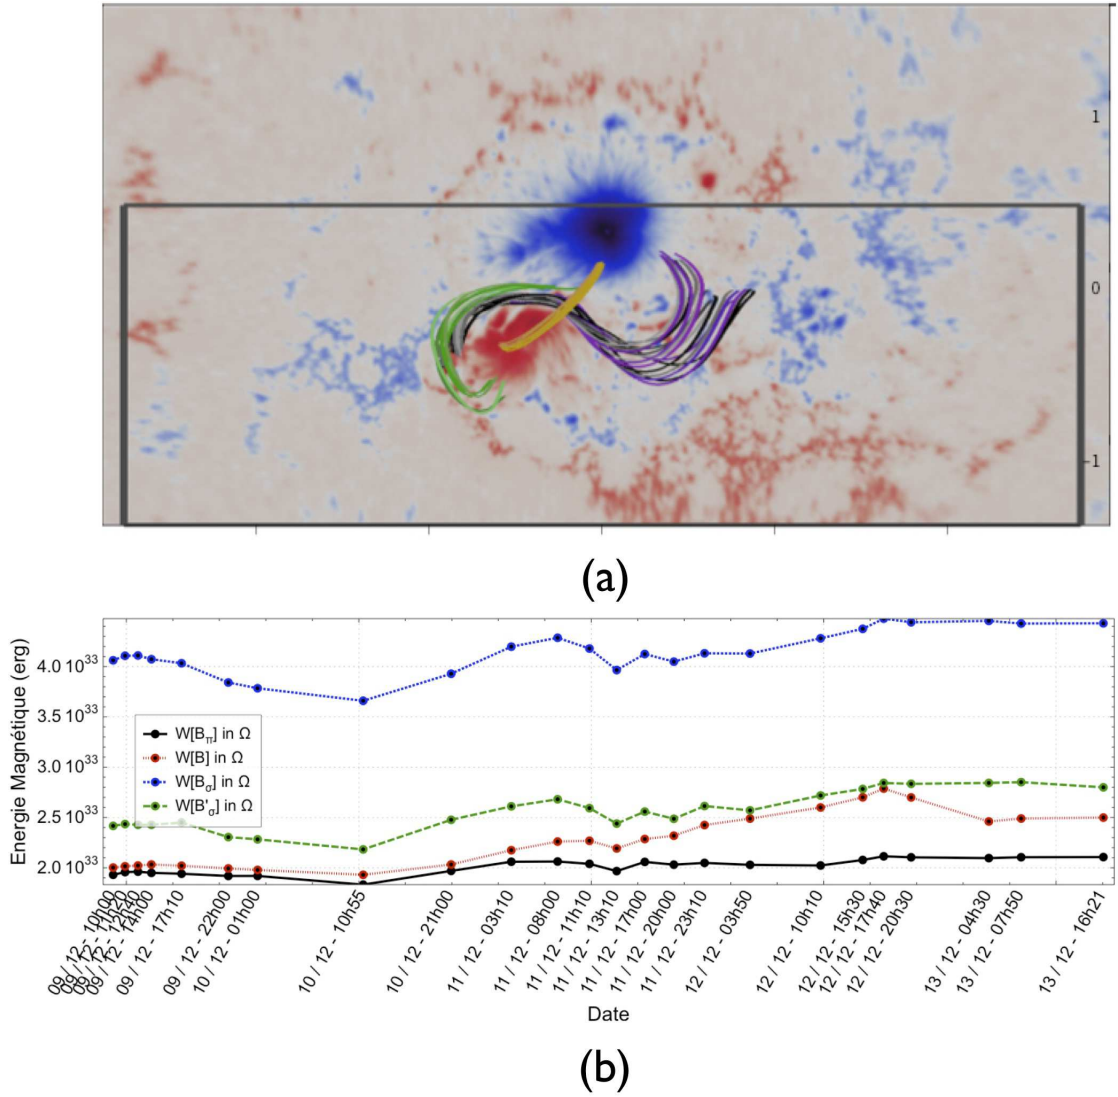 1
0
-1
(a)
Energie Magnétique (erg)
4.0 10³³
3.5 10³³
3.0 10³³
2.5 10³³
2.0 10³³
W[Bπ] in Ω
W[B] in Ω
W[Bσ] in Ω
W[B'σ] in Ω
09 / 12 - 10h00
09 / 12 - 14h00
09 / 12 - 17h10
09 / 12 - 22h00
10 / 12 - 01h00
10 / 12 - 10h55
10 / 12 - 21h00
11 / 12 - 03h10
11 / 12 - 08h00
11 / 12 - 11h10
11 / 12 - 13h10
11 / 12 - 17h00
11 / 12 - 20h00
11 / 12 - 23h10
12 / 12 - 03h50
12 / 12 - 10h10
12 / 12 - 15h30
12 / 12 - 17h40
12 / 12 - 20h30
13 / 12 - 04h30
13 / 12 - 07h50
13 / 12 - 16h21
Date
(b)